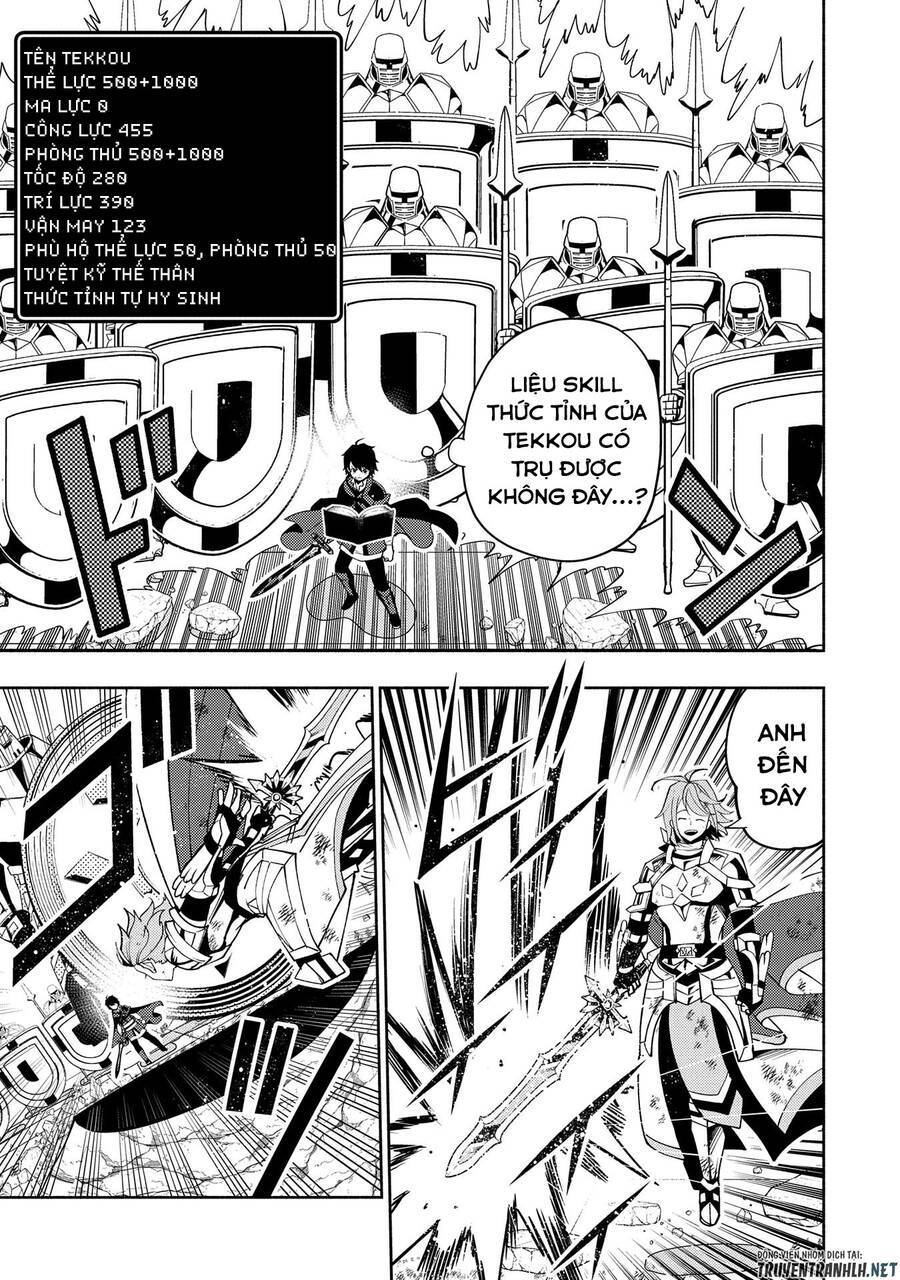 TÊN TEKKOU
THỂ LỰC 500+1000
MA LỰC 0
CÔNG LỰC 455
PHÒNG THỦ 500+1000
TỐC ĐỘ 280
TRÍ LỰC 390
VẬN MAY 123
PHÙ HỘ THỂ LỰC 50, PHÒNG THỦ 50
TUYỆT KỸ THẾ THÂN
THỨC TỈNH TỰ HY SINH
LIỆU SKILL
THỨC TỈNH CỦA
TEKKOU CÓ
TRỤ ĐƯỢC
KHÔNG ĐÂY...?
ドン
ANH
ĐẾN
ĐÂY
ĐỘNG VIÊN NHÓM DỊCH TẠI:
TRUYENTRANHLH.NET